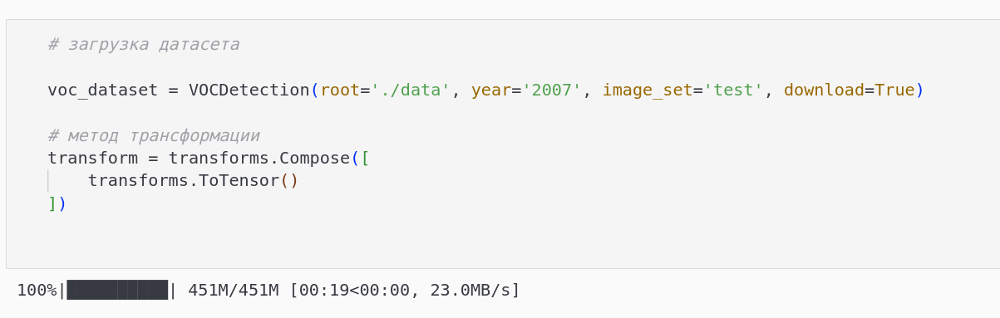 # загрузка датасета
voc_dataset = VOCDetection(root='./data', year='2007', image_set='test', download=True)
# метод трансформации
transform = transforms.Compose([
    transforms.ToTensor()
])
100%|██████████| 451M/451M [00:19<00:00, 23.0MB/s]